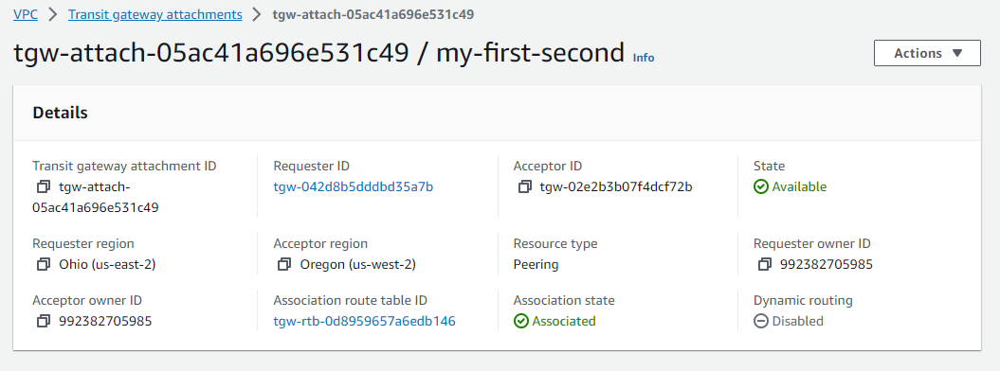 VPC > Transit gateway attachments > tgw-attach-05ac41a696e531c49
tgw-attach-05ac41a696e531c49 / my-first-second Info
Actions
Details
Transit gateway attachment ID
tgw-attach-
05ac41a696e531c49
Requester ID
tgw-042d8b5dddbd35a7b
Acceptor ID
tgw-02e2b3b07f4dcf72b
State
Available
Requester region
Ohio (us-east-2)
Acceptor region
Oregon (us-west-2)
Resource type
Peering
Requester owner ID
992382705985
Acceptor owner ID
992382705985
Association route table ID
tgw-rtb-0d8959657a6edb146
Association state
Associated
Dynamic routing
Disabled